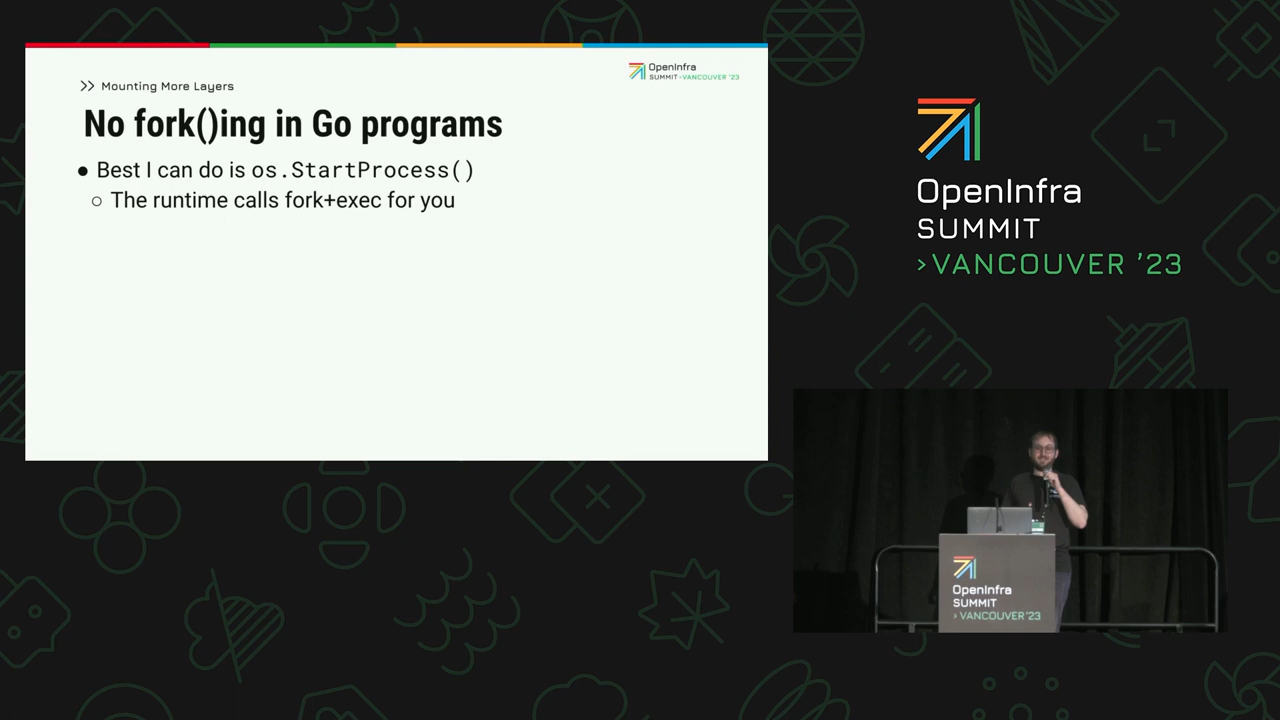 >> Mounting More Layers
OpenInfra
SUMMIT >VANCOUVER '23
No fork()ing in Go programs
● Best I can do is os.StartProcess()
○ The runtime calls fork+exec for you
OpenInfra
SUMMIT
>VANCOUVER '23
OpenInfra
SUMMIT
>VANCOUVER '23